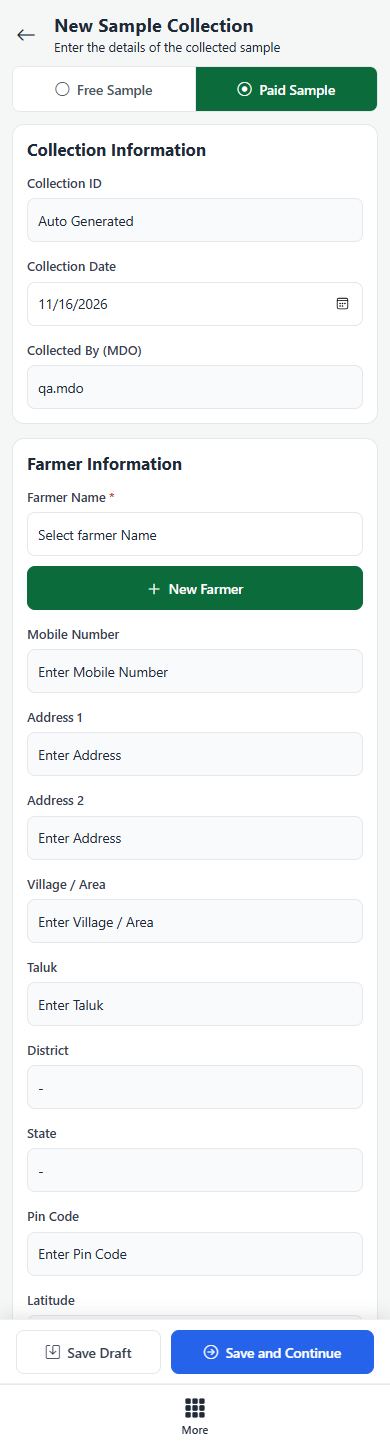 New Sample Collection
Enter the details of the collected sample
Free Sample
Paid Sample
Collection Information
Collection ID
Auto Generated
Collection Date
11/16/2026
Collected By (MDO)
qa.mdo
Farmer Information
Farmer Name *
Select farmer Name
+ New Farmer
Mobile Number
Enter Mobile Number
Address 1
Enter Address
Address 2
Enter Address
Village / Area
Enter Village / Area
Taluk
Enter Taluk
District
-
State
-
Pin Code
Enter Pin Code
Latitude
Save Draft
Save and Continue
More